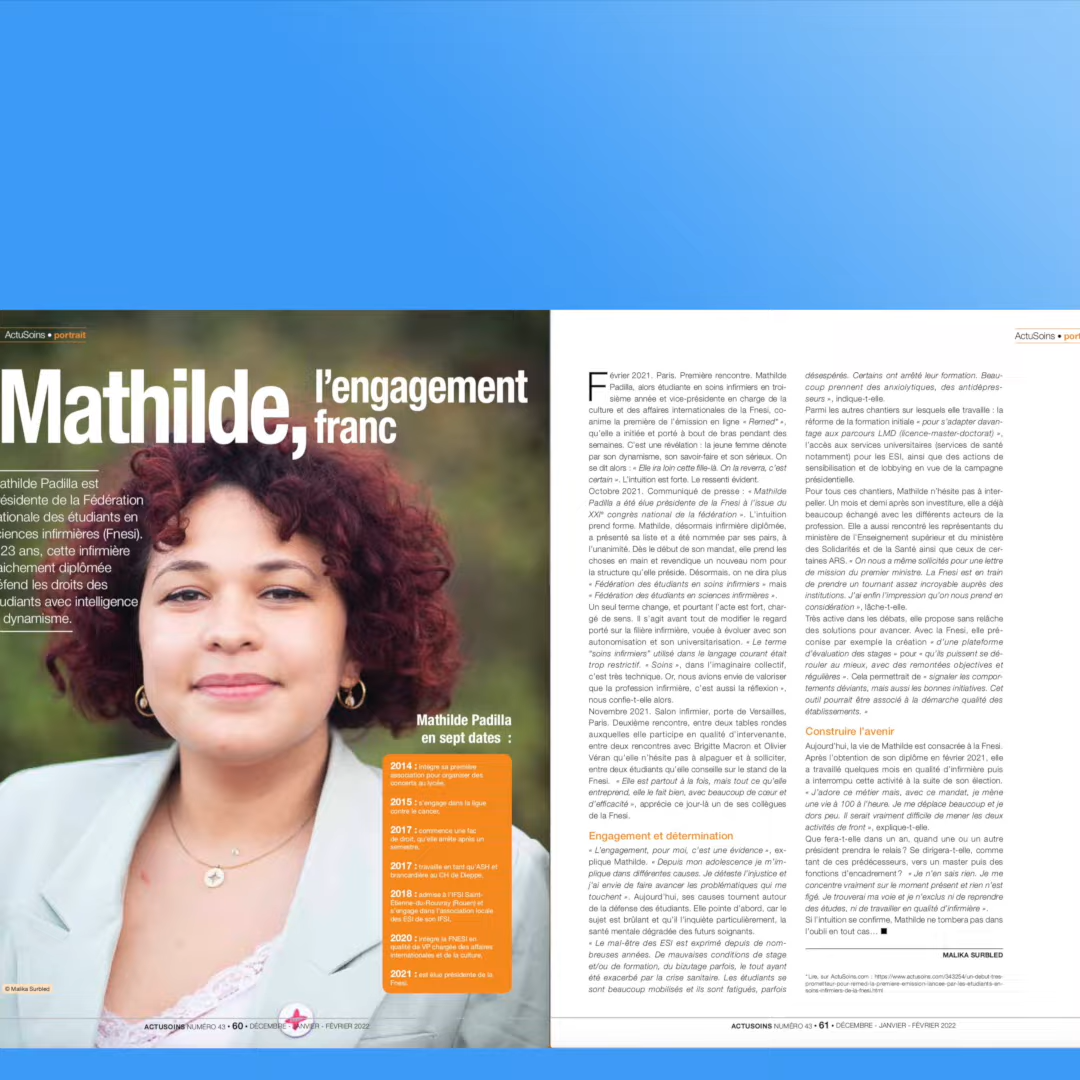 ActuSoins • portrait
Mathilde,
l'engagement
franc
athilde Padilla est
résidente de la Fédération
ationale des étudiants en
ciences infirmières (Fnesi).
23 ans, cette infirmière
aichement diplômée
éfend les droits des
udiants avec intelligence
dynamisme.
Mathilde Padilla
en sept dates :
2014 : intègre sa première
association pour organiser des
concerts au lycée.
2015 : s'engage dans la ligue
contre le cancer.
2017 : commence une fac
de droit, qu'elle arrête après un
semestre.
2017 : travaille en tant qu'ASH et
brancardière au CH de Dieppe.
2018 : admise à l'IFSI Saint-
Étienne-du-Rouvray (Rouen) et
s'engage dans l'association locale
des ESI de son IFSI.
2020 : intègre la FNESI en
qualité de VP chargée des affaires
internationales et de la culture.
2021 : est élue présidente de la
Fnesi.
© Malika Surbled
ACTUSOINS NUMÉRO 43 • 60 • DÉCEMBRE - JANVIER - FÉVRIER 2022
ActuSoins • port
Février 2021. Paris. Première rencontre. Mathilde
Padilla, alors étudiante en soins infirmiers en troi-
sième année et vice-présidente en charge de la
culture et des affaires internationales de la Fnesi, co-
anime la première de l'émission en ligne « Remed* »,
qu'elle a initiée et porté à bout de bras pendant des
semaines. C'est une révélation : la jeune femme dénote
par son dynamisme, son savoir-faire et son sérieux. On
se dit alors : « Elle ira loin cette fille-là. On la reverra, c'est
certain ». L'intuition est forte. Le ressenti évident.
Octobre 2021. Communiqué de presse : « Mathilde
Padilla a été élue présidente de la Fnesi à l'issue du
XXIe congrès national de la fédération ». L'intuition
prend forme. Mathilde, désormais infirmière diplômée,
a présenté sa liste et a été nommée par ses pairs, à
l'unanimité. Dès le début de son mandat, elle prend les
choses en main et revendique un nouveau nom pour
la structure qu'elle préside. Désormais, on ne dira plus
« Fédération des étudiants en soins infirmiers » mais
« Fédération des étudiants en sciences infirmières ».
Un seul terme change, et pourtant l'acte est fort, char-
gé de sens. Il s'agit avant tout de modifier le regard
porté sur la filière infirmière, vouée à évoluer avec son
autonomisation et son universitarisation. « Le terme
"soins infirmiers" utilisé dans le langage courant était
trop restrictif. « Soins », dans l'imaginaire collectif,
c'est très technique. Or, nous avions envie de valoriser
que la profession infirmière, c'est aussi la réflexion »,
nous confie-t-elle alors.
Novembre 2021. Salon infirmier, porte de Versailles,
Paris. Deuxième rencontre, entre deux tables rondes
auxquelles elle participe en qualité d'intervenante,
entre deux rencontres avec Brigitte Macron et Olivier
Véran qu'elle n'hésite pas à alpaguer et à solliciter,
entre deux étudiants qu'elle conseille sur le stand de la
Fnesi. « Elle est partout à la fois, mais tout ce qu'elle
entreprend, elle le fait bien, avec beaucoup de cœur et
d'efficacité », apprécie ce jour-là un de ses collègues
de la Fnesi.
Engagement et détermination
« L'engagement, pour moi, c'est une évidence », ex-
plique Mathilde. « Depuis mon adolescence je m'im-
plique dans différentes causes. Je déteste l'injustice et
j'ai envie de faire avancer les problématiques qui me
touchent ». Aujourd'hui, ses causes tournent autour
de la défense des étudiants. Elle pointe d'abord, car le
sujet est brûlant et qu'il l'inquiète particulièrement, la
santé mentale dégradée des futurs soignants.
« Le mal-être des ESI est exprimé depuis de nom-
breuses années. De mauvaises conditions de stage
et/ou de formation, du bizutage parfois, le tout ayant
été exacerbé par la crise sanitaire. Les étudiants se
sont beaucoup mobilisés et ils sont fatigués, parfois
désespérés. Certains ont arrêté leur formation. Beau-
coup prennent des anxiolytiques, des antidépres-
seurs », indique-t-elle.
Parmi les autres chantiers sur lesquels elle travaille : la
réforme de la formation initiale « pour s'adapter davan-
tage aux parcours LMD (licence-master-doctorat) »,
l'accès aux services universitaires (services de santé
notamment) pour les ESI, ainsi que des actions de
sensibilisation et de lobbying en vue de la campagne
présidentielle.
Pour tous ces chantiers, Mathilde n'hésite pas à inter-
peller. Un mois et demi après son investiture, elle a déjà
beaucoup échangé avec les différents acteurs de la
profession. Elle a aussi rencontré les représentants du
ministère de l'Enseignement supérieur et du ministère
des Solidarités et de la Santé ainsi que ceux de cer-
taines ARS. « On nous a même sollicités pour une lettre
de mission du premier ministre. La Fnesi est en train
de prendre un tournant assez incroyable auprès des
institutions. J'ai enfin l'impression qu'on nous prend en
considération », lâche-t-elle.
Très active dans les débats, elle propose sans relâche
des solutions pour avancer. Avec la Fnesi, elle pré-
conise par exemple la création « d'une plateforme
d'évaluation des stages » pour « qu'ils puissent se dé-
rouler au mieux, avec des remontées objectives et
régulières ». Cela permettrait de « signaler les compor-
tements déviants, mais aussi les bonnes initiatives. Cet
outil pourrait être associé à la démarche qualité des
établissements. »
Construire l'avenir
Aujourd'hui, la vie de Mathilde est consacrée à la Fnesi.
Après l'obtention de son diplôme en février 2021, elle
a travaillé quelques mois en qualité d'infirmière puis
a interrompu cette activité à la suite de son élection.
« J'adore ce métier mais, avec ce mandat, je mène
une vie à 100 à l'heure. Je me déplace beaucoup et je
dors peu. Il serait vraiment difficile de mener les deux
activités de front », explique-t-elle.
Que fera-t-elle dans un an, quand une ou un autre
président prendra le relais ? Se dirigera-t-elle, comme
tant de ces prédécesseurs, vers un master puis des
fonctions d'encadrement ? « Je n'en sais rien. Je me
concentre vraiment sur le moment présent et rien n'est
figé. Je trouverai ma voie et je n'exclus ni de reprendre
des études, ni de travailler en qualité d'infirmière ».
Si l'intuition se confirme, Mathilde ne tombera pas dans
l'oubli en tout cas… ■
MALIKA SURBLED
* Lire, sur ActuSoins.com : https://www.actusoins.com/343254/un-debut-tres-
prometteur-pour-remed-la-premiere-emission-lancee-par-les-etudiants-en-
soins-infirmiers-de-la-fnesi.html
ACTUSOINS NUMÉRO 43 • 61 • DÉCEMBRE - JANVIER - FÉVRIER 2022